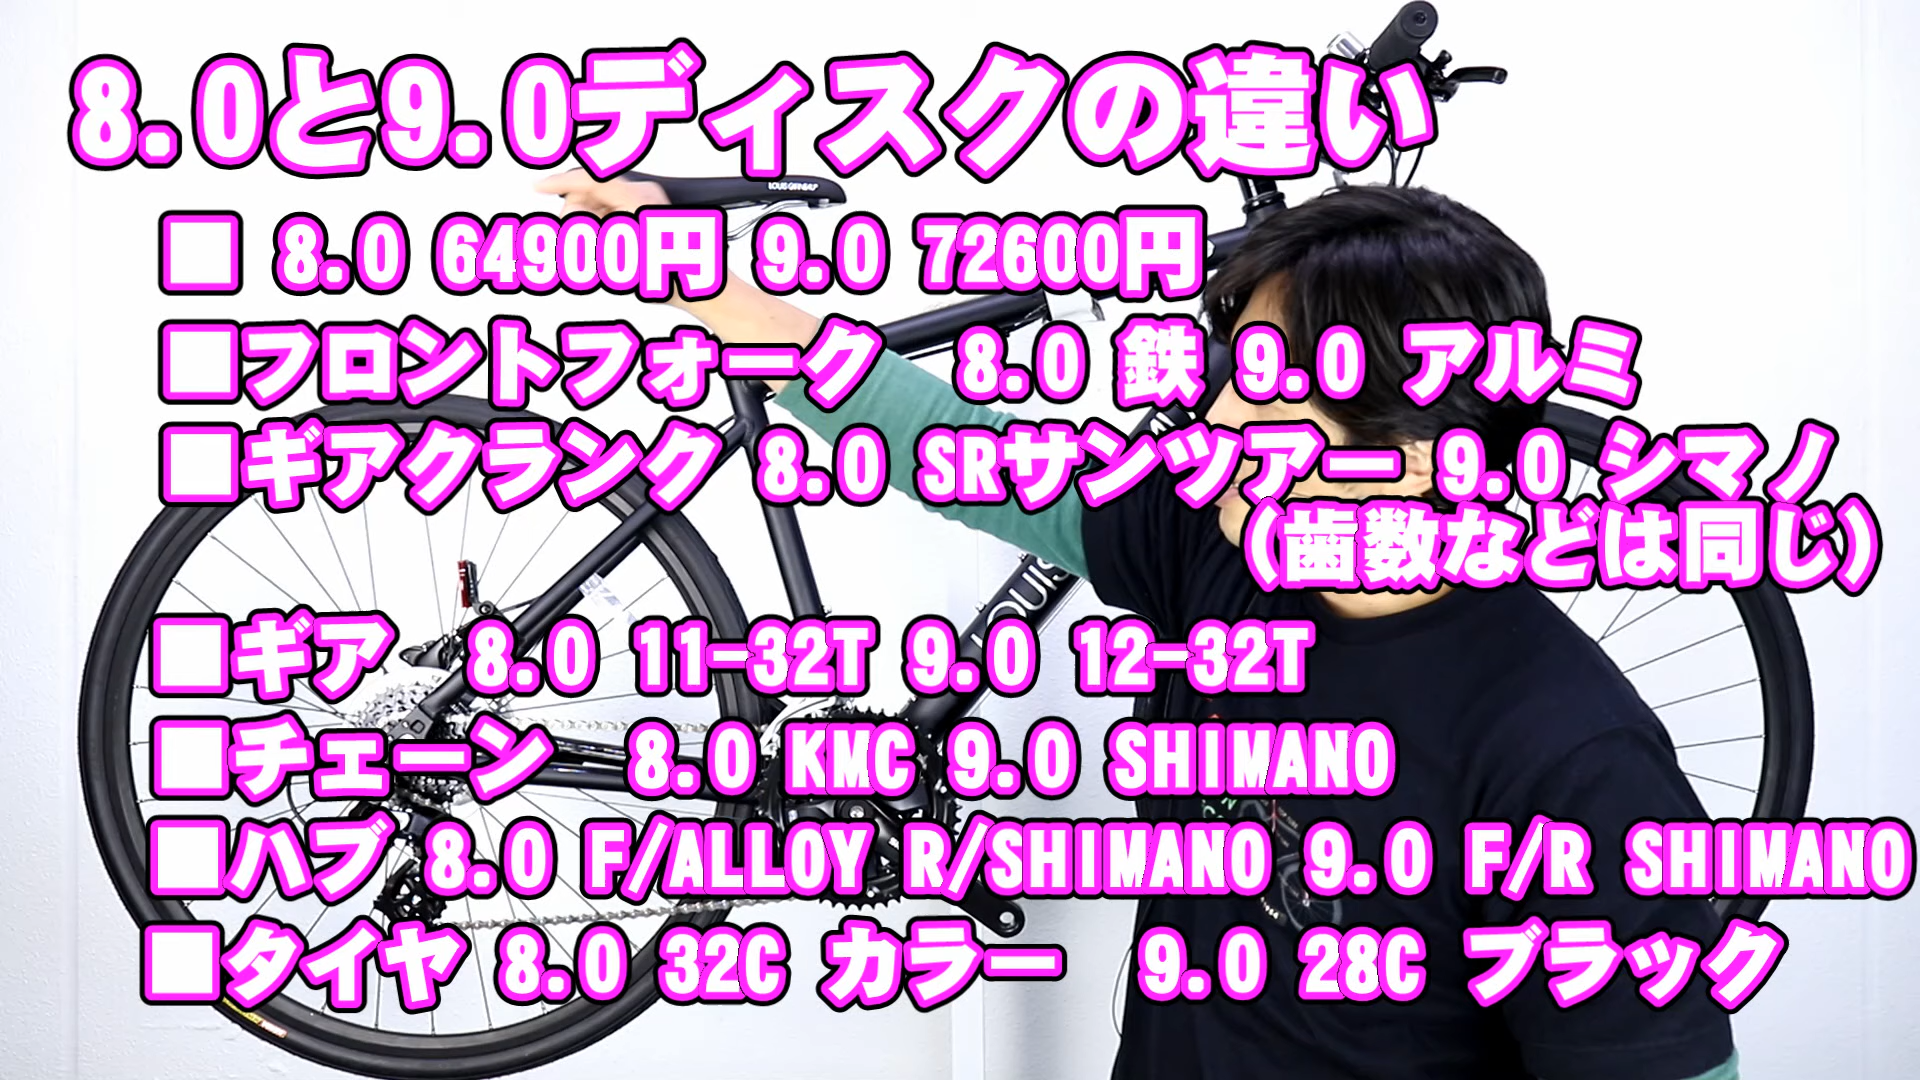 8.0と9.0ディスクの違い
LOUIS GARNEAU
■ 8.0 64900円 9.0 72600円
■フロントフォーク 8.0 鉄 9.0 アルミ
■ギアクランク 8.0 SRサンツアー 9.0 シマノ
(歯数などは同じ)
LOUIS
■ギア 8.0 11-32T 9.0 12-32T
■チェーン 8.0 KMC 9.0 SHIMANO
■ハブ 8.0 F/ALLOY R/SHIMANO 9.0 F/R SHIMANO
■タイヤ 8.0 32C カラー 9.0 28C ブラック